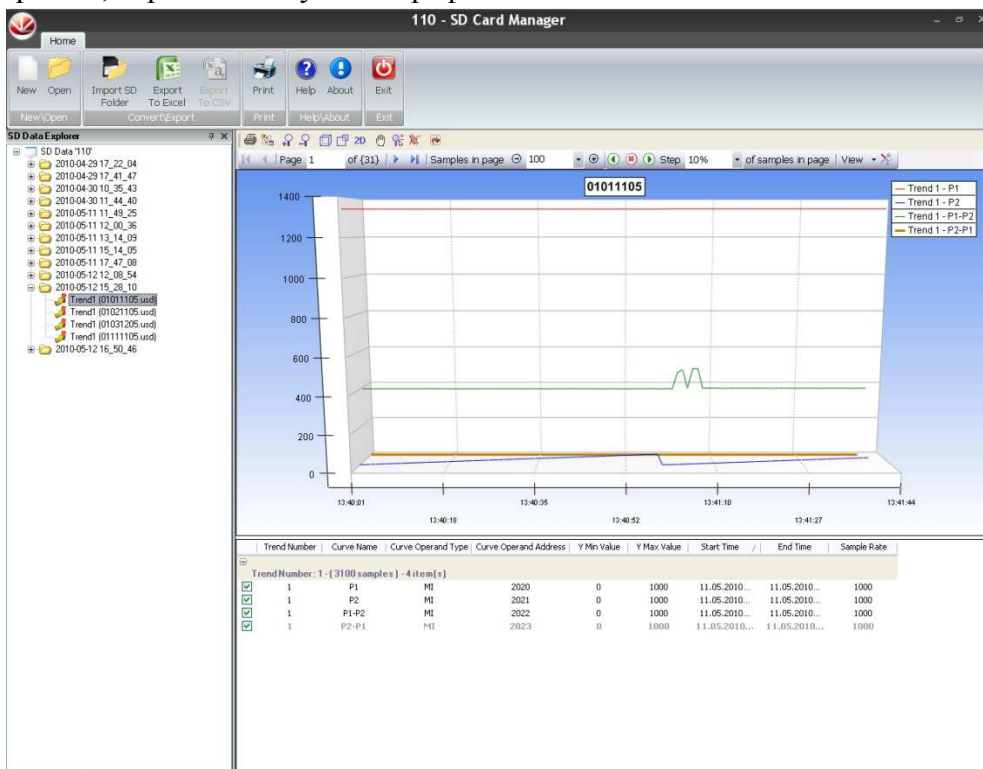 110 - SD Card Manager
Home
New Open Import SD Folder Export To Excel Export To CSV Print Help About Exit
New\Open Convert\Export Print Help\About Exit
SD Data Explorer
SD Data '110'
2010-04-29 17_22_04
2010-04-29 17_41_47
2010-04-30 10_35_43
2010-04-30 11_44_40
2010-05-11 11_49_25
2010-05-11 12_00_36
2010-05-11 13_14_09
2010-05-11 15_14_05
2010-05-11 17_47_08
2010-05-12 12_08_54
2010-05-12 15_28_10
Trend1 (01011105.usd)
Trend1 (01021105.usd)
Trend1 (01031205.usd)
Trend1 (01111105.usd)
2010-05-12 16_50_46
2D
Page 1 of {31} Samples in page 100 Step 10% of samples in page View
01011105
Trend 1 - P1
Trend 1 - P2
Trend 1 - P1-P2
Trend 1 - P2-P1
1400
1200
1000
800
600
400
200
0
13:40:01 13:40:35 13:41:10 13:41:44
13:40:18 13:40:52 13:41:27
Trend Number Curve Name Curve Operand Type Curve Operand Address Y Min Value Y Max Value Start Time / End Time Sample Rate
Trend Number: 1 - (3100 samples) - 4 item(s)
1 P1 MI 2020 0 1000 11.05.2010... 11.05.2010... 1000
1 P2 MI 2021 0 1000 11.05.2010... 11.05.2010... 1000
1 P1-P2 MI 2022 0 1000 11.05.2010... 11.05.2010... 1000
1 P2-P1 MI 2023 0 1000 11.05.2010... 11.05.2010... 1000